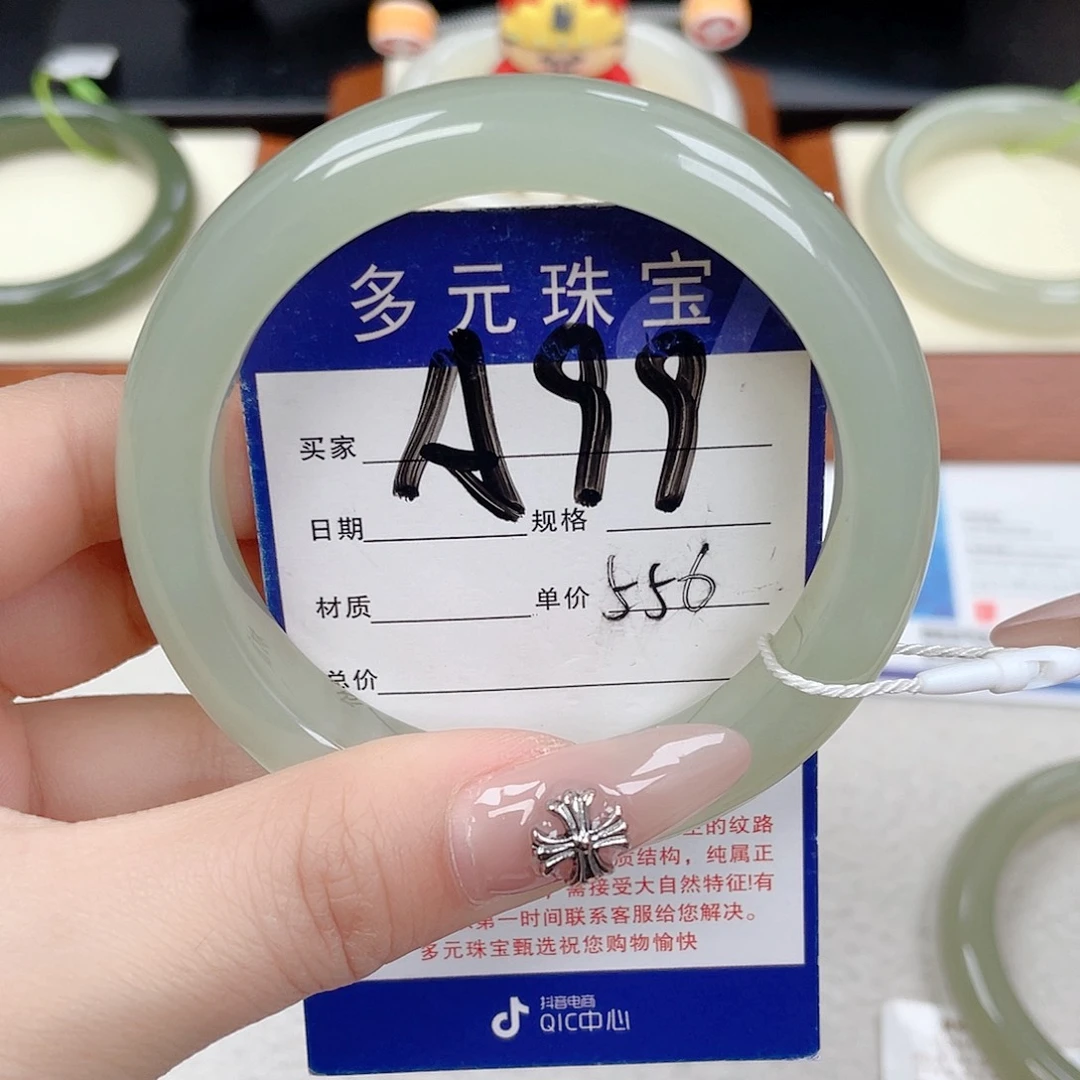 多元珠宝
A99
买家
日期 规格
材质 单价 556
总价
的纹路
质结构，纯属正
需接受大自然特征!有
第一时间联系客服给您解决。
多元珠宝甄选祝您购物愉快
抖音电商
QIC中心